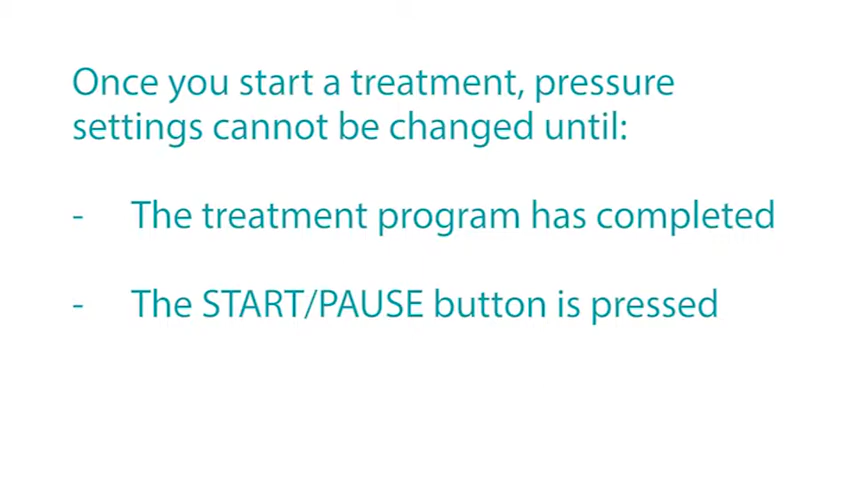 Once you start a treatment, pressure
settings cannot be changed until:
- The treatment program has completed
- The START/PAUSE button is pressed